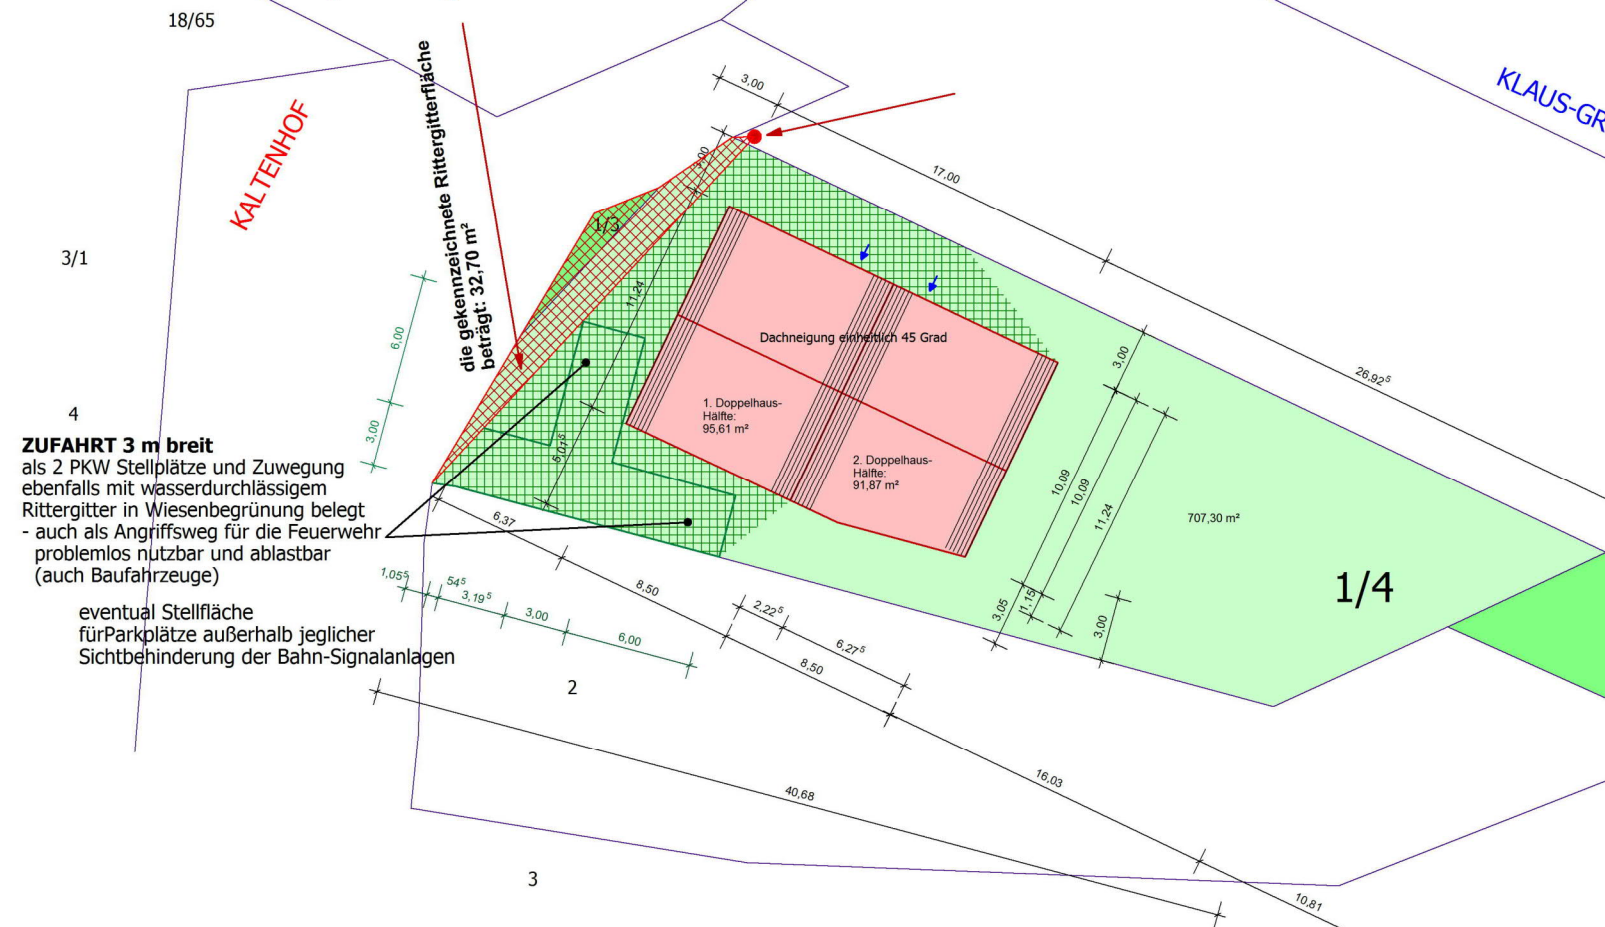 18/65
KLAUS-GR
KALTENHOF
die gekennzeichnete Rittergitterfläche
beträgt: 32,70 m²
3,00
3,00
17,00
1/3
3/1
11,24
6,00
3,00
Dachneigung einheitlich 45 Grad
3,00
26,92⁵
4
1. Doppelhaus-
Hälfte:
95,61 m²
ZUFAHRT 3 m breit
als 2 PKW Stellplätze und Zuwegung
ebenfalls mit wasserdurchlässigem
Rittergitter in Wiesenbegrünung belegt
- auch als Angriffsweg für die Feuerwehr
problemlos nutzbar und ablastbar
(auch Baufahrzeuge)
5,01⁵
2. Doppelhaus-
Hälfte:
91,87 m²
10,09
10,09
11,24
707,30 m²
6,37
1/4
1,05⁵
54⁵
3,19⁵
3,00
6,00
8,50
2,22⁵
6,27⁵
8,50
3,05
1,15
3,00
eventual Stellfläche
fürParkplätze außerhalb jeglicher
Sichtbehinderung der Bahn-Signalanlagen
2
40,68
16,03
3
10,81